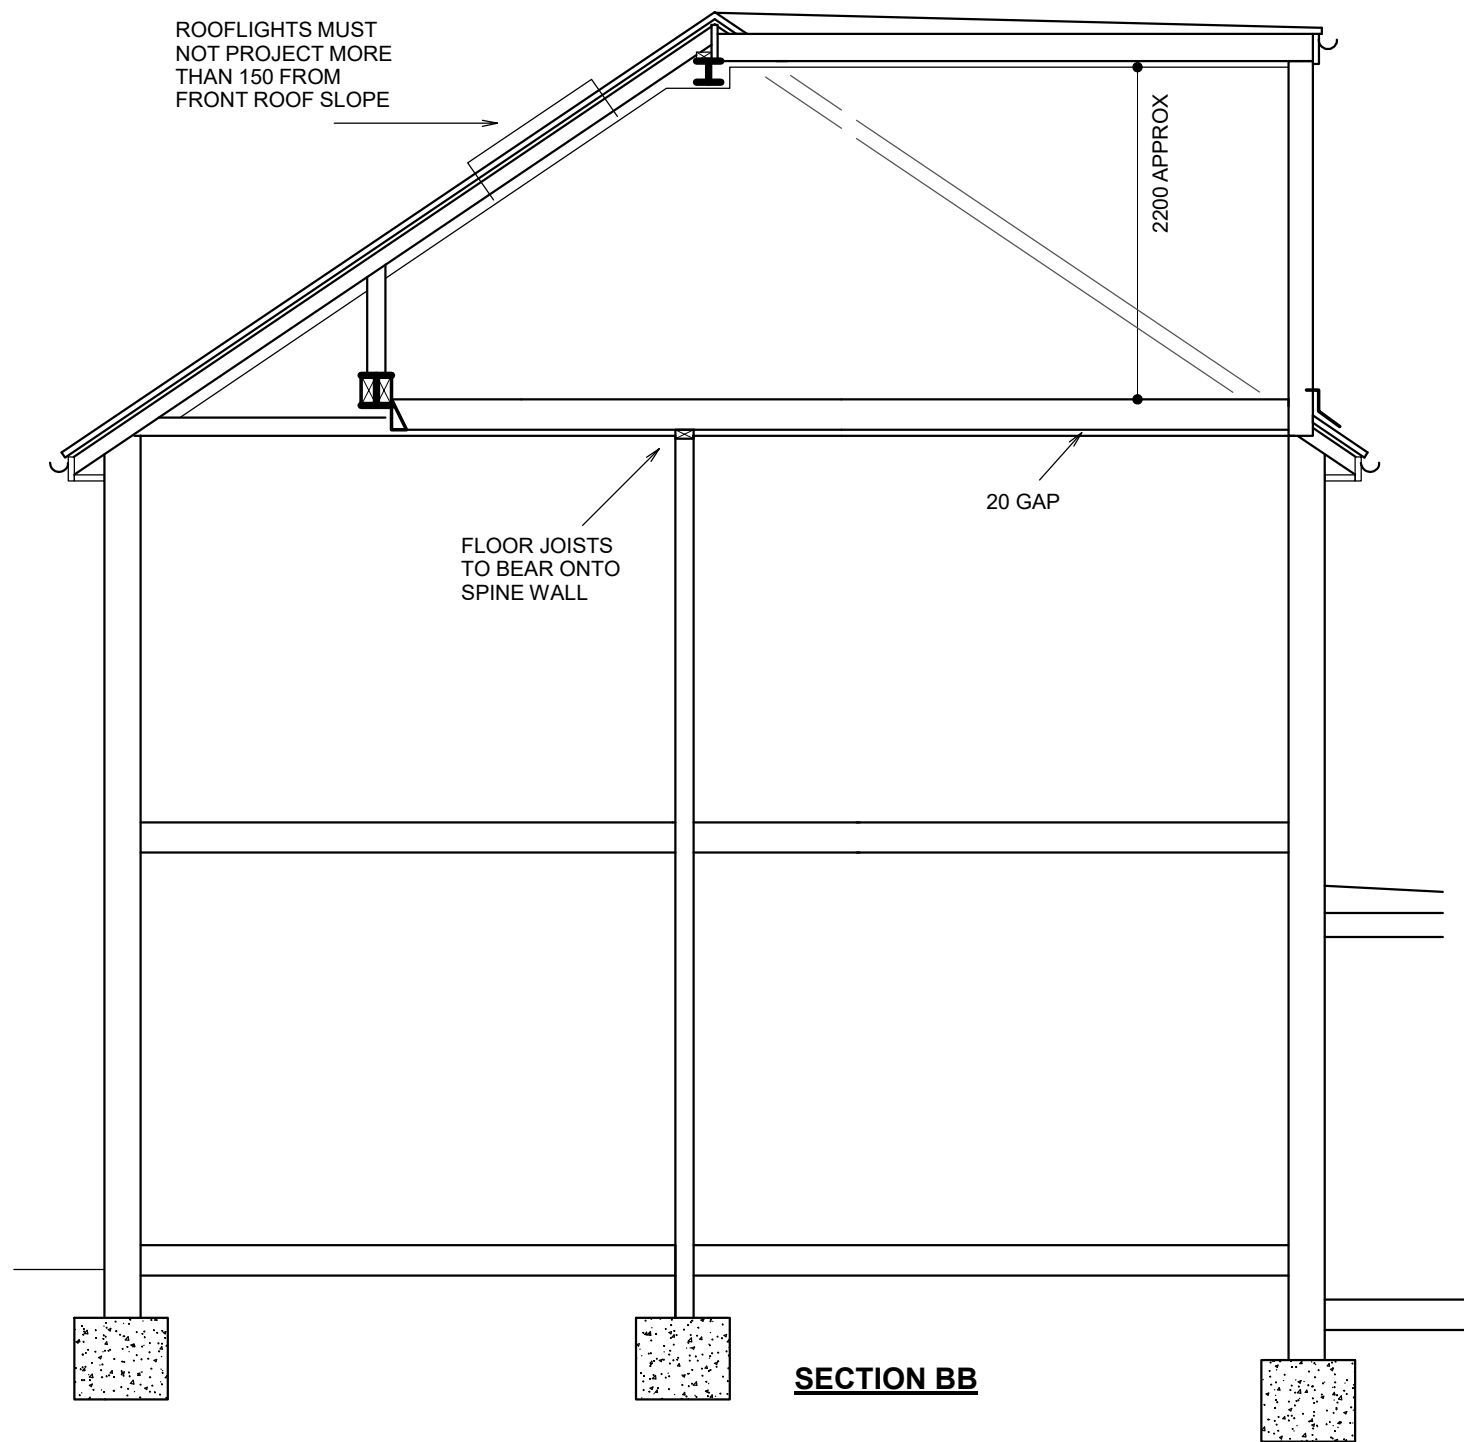 ROOFLIGHTS MUST
NOT PROJECT MORE
THAN 150 FROM
FRONT ROOF SLOPE
2200 APPROX
20 GAP
FLOOR JOISTS
TO BEAR ONTO
SPINE WALL
SECTION BB